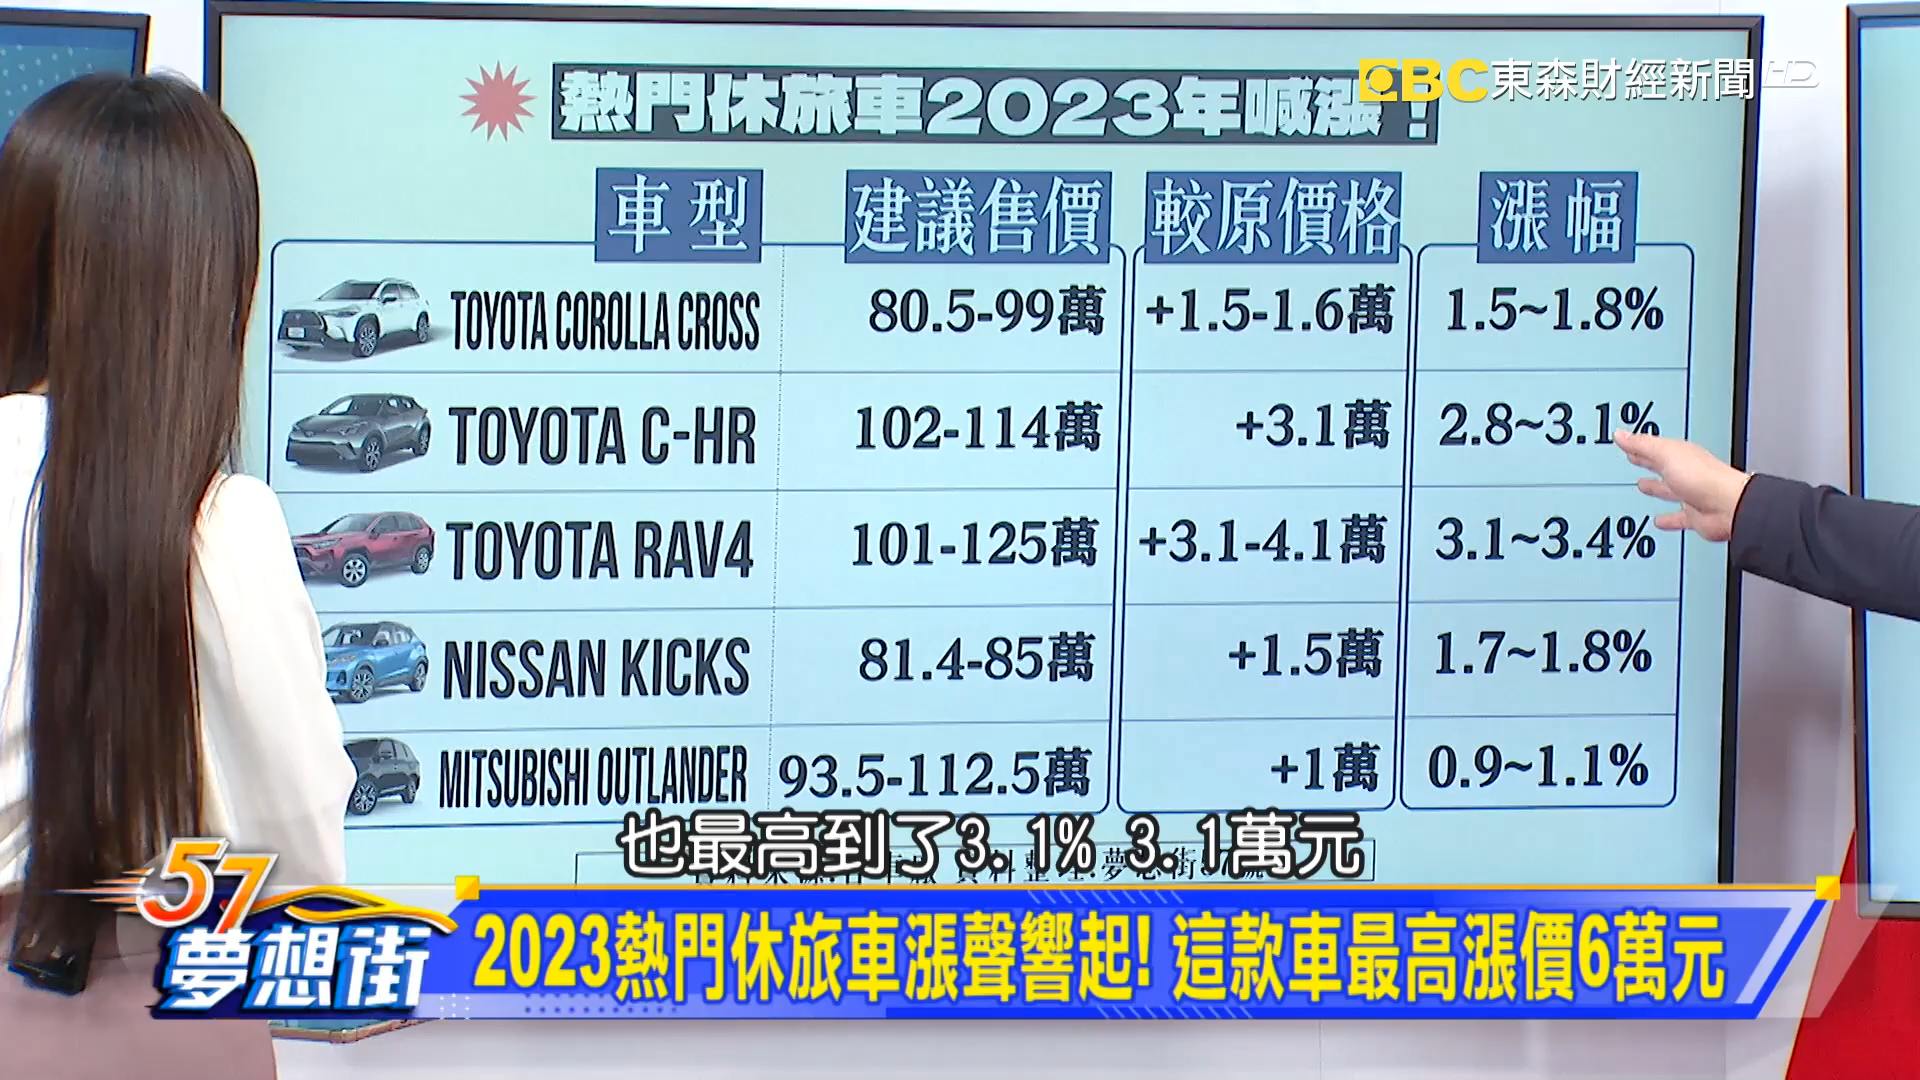 熱門休旅車2023年喊漲！
EBC 東森財經新聞 HD
車型 建議售價 較原價格 漲幅
TOYOTA COROLLA CROSS 80.5-99萬 +1.5-1.6萬 1.5~1.8%
TOYOTA C-HR 102-114萬 +3.1萬 2.8~3.1%
TOYOTA RAV4 101-125萬 +3.1-4.1萬 3.1~3.4%
NISSAN KICKS 81.4-85萬 +1.5萬 1.7~1.8%
MITSUBISHI OUTLANDER 93.5-112.5萬 +1萬 0.9~1.1%
也最高到了3.1% 3.1萬元
57夢想街
2023熱門休旅車漲聲響起! 這款車最高漲價6萬元